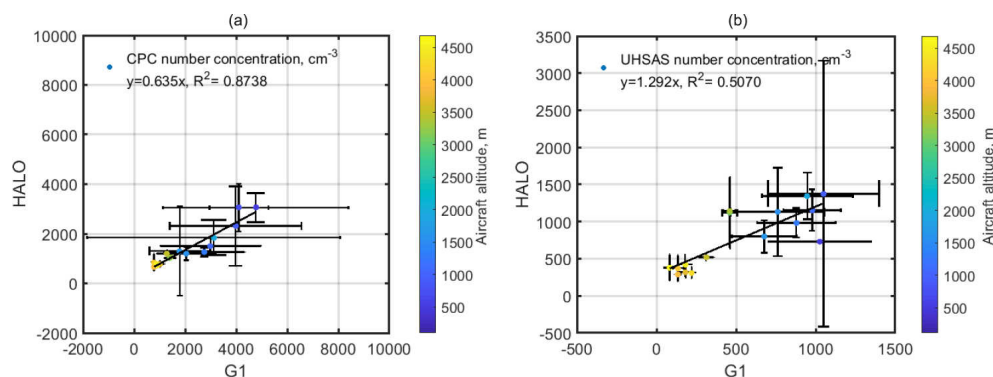 (a)
10000
8000
6000
4000
2000
0
-2000
HALO
CPC number concentration, cm-3
y=0.635x, R2= 0.8738
-2000 0 2000 4000 6000 8000 10000
G1
4500
4000
3500
3000
2500
2000
1500
1000
500
Aircraft altitude, m
(b)
3500
3000
2500
2000
1500
1000
500
0
-500
HALO
UHSAS number concentration, cm-3
y=1.292x, R2= 0.5070
-500 0 500 1000 1500
G1
4500
4000
3500
3000
2500
2000
1500
1000
500
Aircraft altitude, m